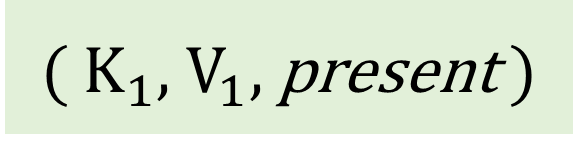 ( K₁, V₁, present)